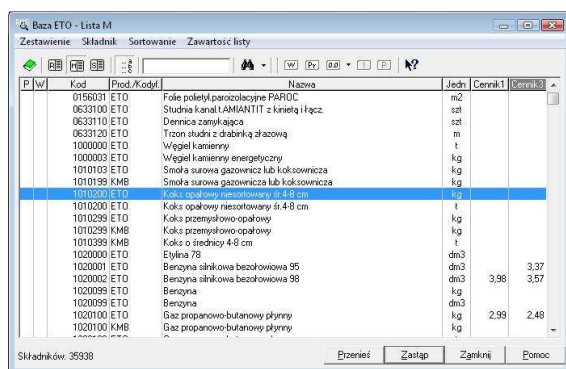 Baza ETO - Lista M
Zestawienie Składnik Sortowanie Zawartość listy
W Pr 0.0 I P
P W Kod Prod./Kodyf. Nazwa Jedn Cennik1 Cennik3
0156031 ETO Folie polietyl.paroizolacyjne PAROC m2
0633100 ETO Studnia kanal.t.AMIANTIT z kinietą i łącz. szt
0633110 ETO Dennica zamykająca szt
0633120 ETO Trzon studni z drabinką złazową m
1000000 ETO Węgiel kamienny t
1000003 ETO Węgiel kamienny energetyczny kg
1010103 ETO Smoła surowa gazownicz lub koksownicza kg
1010199 KMB Smoła surowa gazownicza lub koksownicza kg
1010200 ETO Koks opałowy niesortowany śr.4-8 cm kg
1010200 ETO Koks opałowy niesortowany śr.4-8 cm t
1010299 ETO Koks przemysłowo-opałowy kg
1010299 KMB Koks przemysłowo-opałowy kg
1010399 KMB Koks o średnicy 4-8 cm t
1020000 ETO Etylina 78 dm3
1020001 ETO Benzyna silnikowa bezołowiowa 95 dm3 3,37
1020002 ETO Benzyna silnikowa bezołowiowa 98 dm3 3,98 3,57
1020099 ETO Benzyna kg
1020099 ETO Benzyna dm3
1020100 ETO Gaz propanowo-butanowy płynny kg 2,99 2,48
1020100 KMB Gaz propanowo-butanowy płynny kg
Składników: 35938 Przenieś Zastąp Zamknij Pomoc